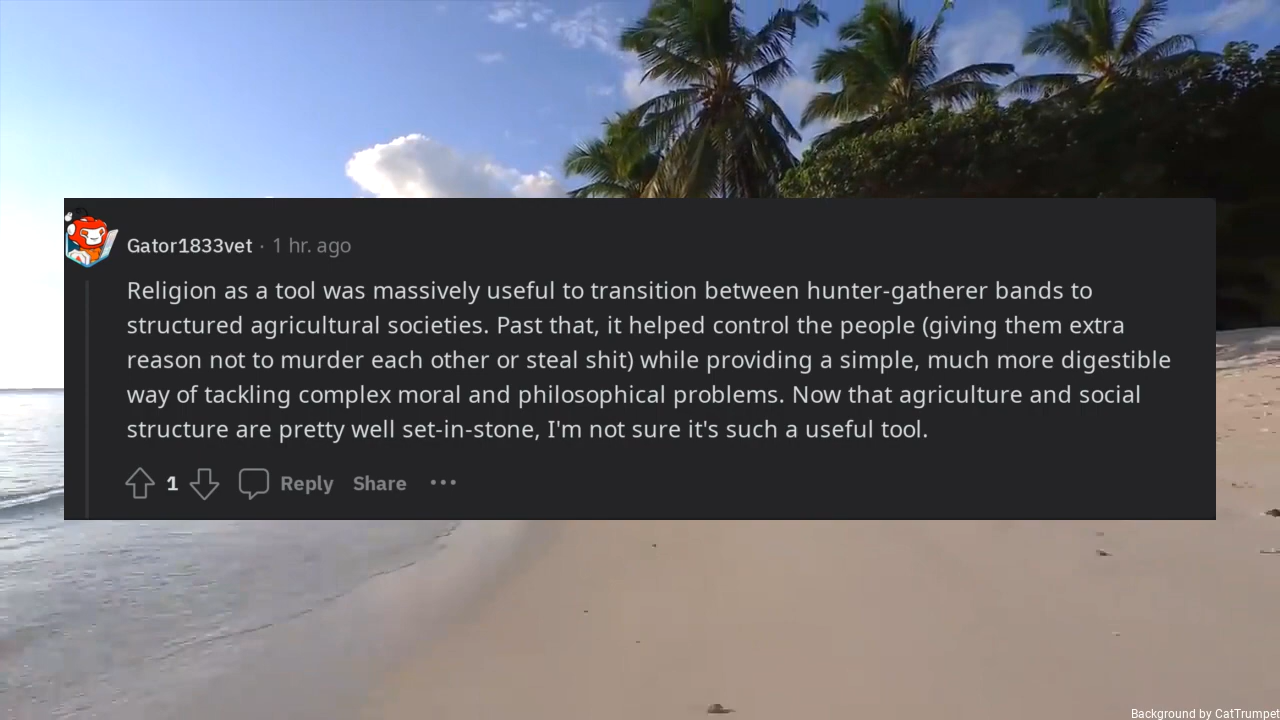 Gator1833vet · 1 hr. ago
Religion as a tool was massively useful to transition between hunter-gatherer bands to
structured agricultural societies. Past that, it helped control the people (giving them extra
reason not to murder each other or steal shit) while providing a simple, much more digestible
way of tackling complex moral and philosophical problems. Now that agriculture and social
structure are pretty well set-in-stone, I'm not sure it's such a useful tool.
1 Reply Share •••
Background by CatTrumpet